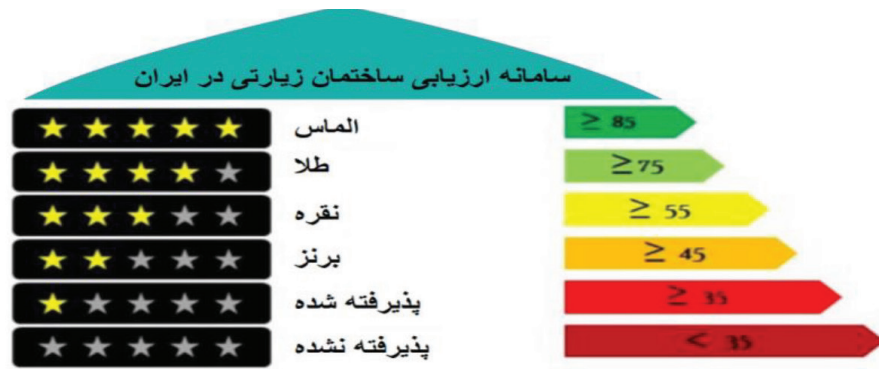 سامانه ارزیابی ساختمان زیارتی در ایران
الماس ≥ 85
طلا ≥75
نقره ≥ 55
برنز ≥ 45
پذیرفته شده ≥ 35
پذیرفته نشده < 35